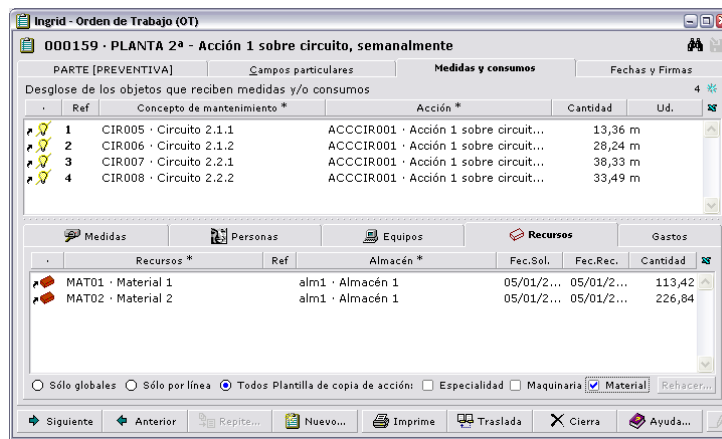 Ingrid - Orden de Trabajo (OT)
000159 · PLANTA 2ª - Acción 1 sobre circuito, semanalmente
PARTE [PREVENTIVA] Campos particulares Medidas y consumos Fechas y Firmas
Desglose de los objetos que reciben medidas y/o consumos 4
· Ref Concepto de mantenimiento * Acción * Cantidad Ud.
1 CIR005 · Circuito 2.1.1 ACCCIR001 · Acción 1 sobre circuit... 13,36 m
2 CIR006 · Circuito 2.1.2 ACCCIR001 · Acción 1 sobre circuit... 28,24 m
3 CIR007 · Circuito 2.2.1 ACCCIR001 · Acción 1 sobre circuit... 38,33 m
4 CIR008 · Circuito 2.2.2 ACCCIR001 · Acción 1 sobre circuit... 33,49 m
Medidas Personas Equipos Recursos Gastos
· Recursos * Ref Almacén * Fec.Sol. Fec.Rec. Cantidad
MAT01 · Material 1 alm1 · Almacén 1 05/01/2... 05/01/2... 113,42
MAT02 · Material 2 alm1 · Almacén 1 05/01/2... 05/01/2... 226,84
Sólo globales Sólo por línea Todos Plantilla de copia de acción: Especialidad Maquinaria Material Rehacer...
Siguiente Anterior Repite... Nuevo... Imprime Traslada Cierra Ayuda...